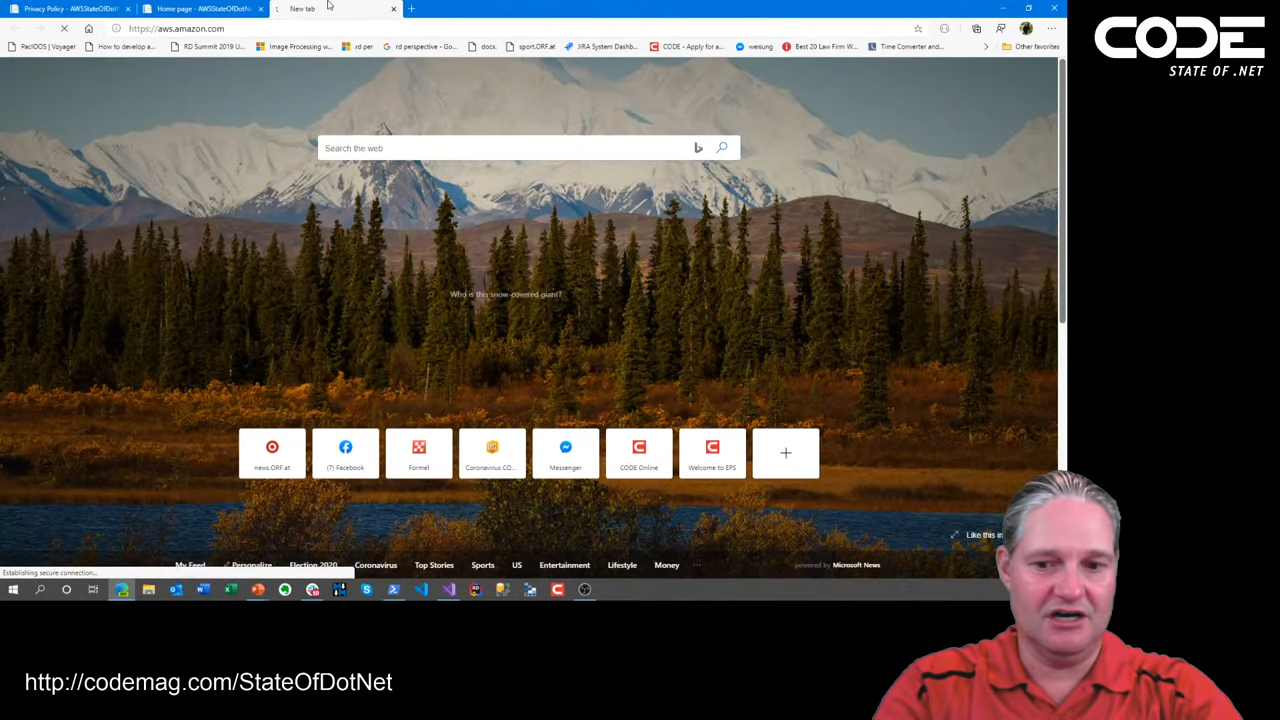 Privacy Policy - AWSStateOfDotN
Home page - AWSStateOfDotNe
New tab
https://aws.amazon.com
PacIOOS | Voyager
How to develop a...
RD Summit 2019 U...
Image Processing w...
rd per
rd perspective - Go...
docs.
sport.ORF.at
JIRA System Dashb...
CODE - Apply for a...
weisung
Best 20 Law Firm W...
Time Converter and...
Other favorites
CODE
STATE OF .NET
Search the web
Who is this snow-covered giant?
news.ORF.at
(7) Facebook
Formel
Coronavirus CO...
Messenger
CODE Online
Welcome to EPS
Like this i
My Feed
Personalize
Election 2020
Coronavirus
Top Stories
Sports
US
Entertainment
Lifestyle
Money
...
powered by Microsoft News
Establishing secure connection...
http://codemag.com/StateOfDotNet